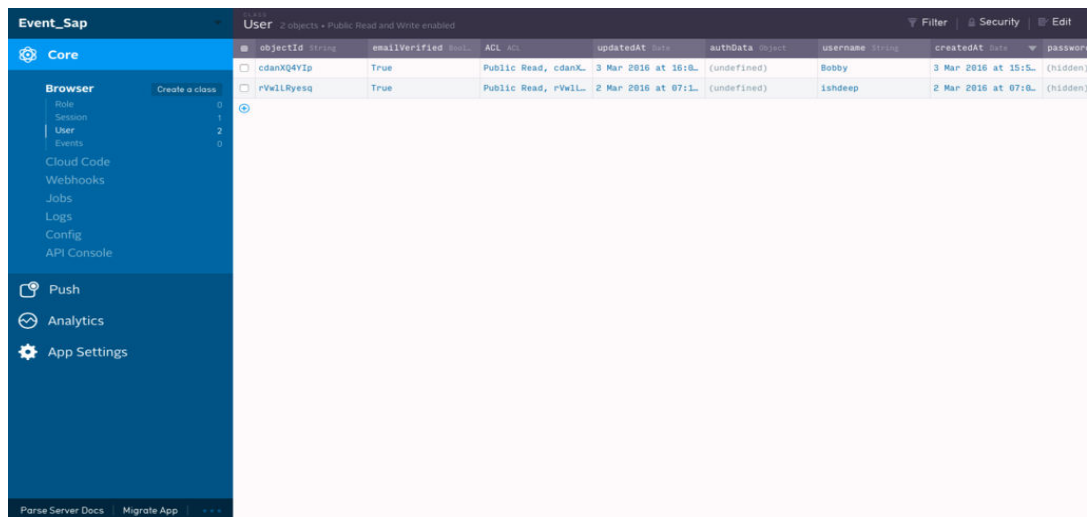 Event_Sap
CLASS
User 2 objects • Public Read and Write enabled
Filter Security Edit
Core
objectId String emailVerified Bool… ACL ACL updatedAt Date authData Object username String createdAt Date password
cdanXQ4YIp True Public Read, cdanX… 3 Mar 2016 at 16:0… (undefined) Bobby 3 Mar 2016 at 15:5… (hidden)
Browser Create a class
rVwlLRyesq True Public Read, rVwlL… 2 Mar 2016 at 07:1… (undefined) ishdeep 2 Mar 2016 at 07:0… (hidden)
Role 0
Session 1
User 2
Events 0
Cloud Code
Webhooks
Jobs
Logs
Config
API Console
Push
Analytics
App Settings
Parse Server Docs Migrate App